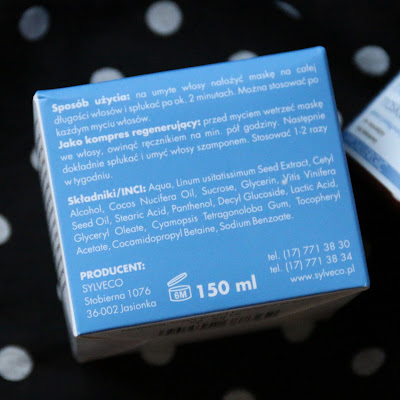 Sposób użycia: na umyte włosy nałożyć maskę na całej
długości włosów i spłukać po ok. 2 minutach. Można stosować po
każdym myciu włosów.
Jako kompres regenerujący: przed myciem wetrzeć maskę
we włosy, owinąć ręcznikiem na min. pół godziny. Następnie
dokładnie spłukać i umyć włosy szamponem. Stosować 1-2 razy
w tygodniu.
Składniki/INCI: Aqua, Linum usitatissimum Seed Extract, Cetyl
Alcohol, Cocos Nucifera Oil, Sucrose, Glycerin, Vitis Vinifera
Seed Oil, Stearic Acid, Panthenol, Decyl Glucoside, Lactic Acid,
Glyceryl Oleate, Cyamopsis Tetragonoloba Gum, Tocopheryl
Acetate, Cocamidopropyl Betaine, Sodium Benzoate.
PRODUCENT:
SYLVECO
Stobierna 1076
36-002 Jasionka
6M
150 ml
tel. (17) 771 38 30
tel. (17) 771 38 34
www.sylveco.pl